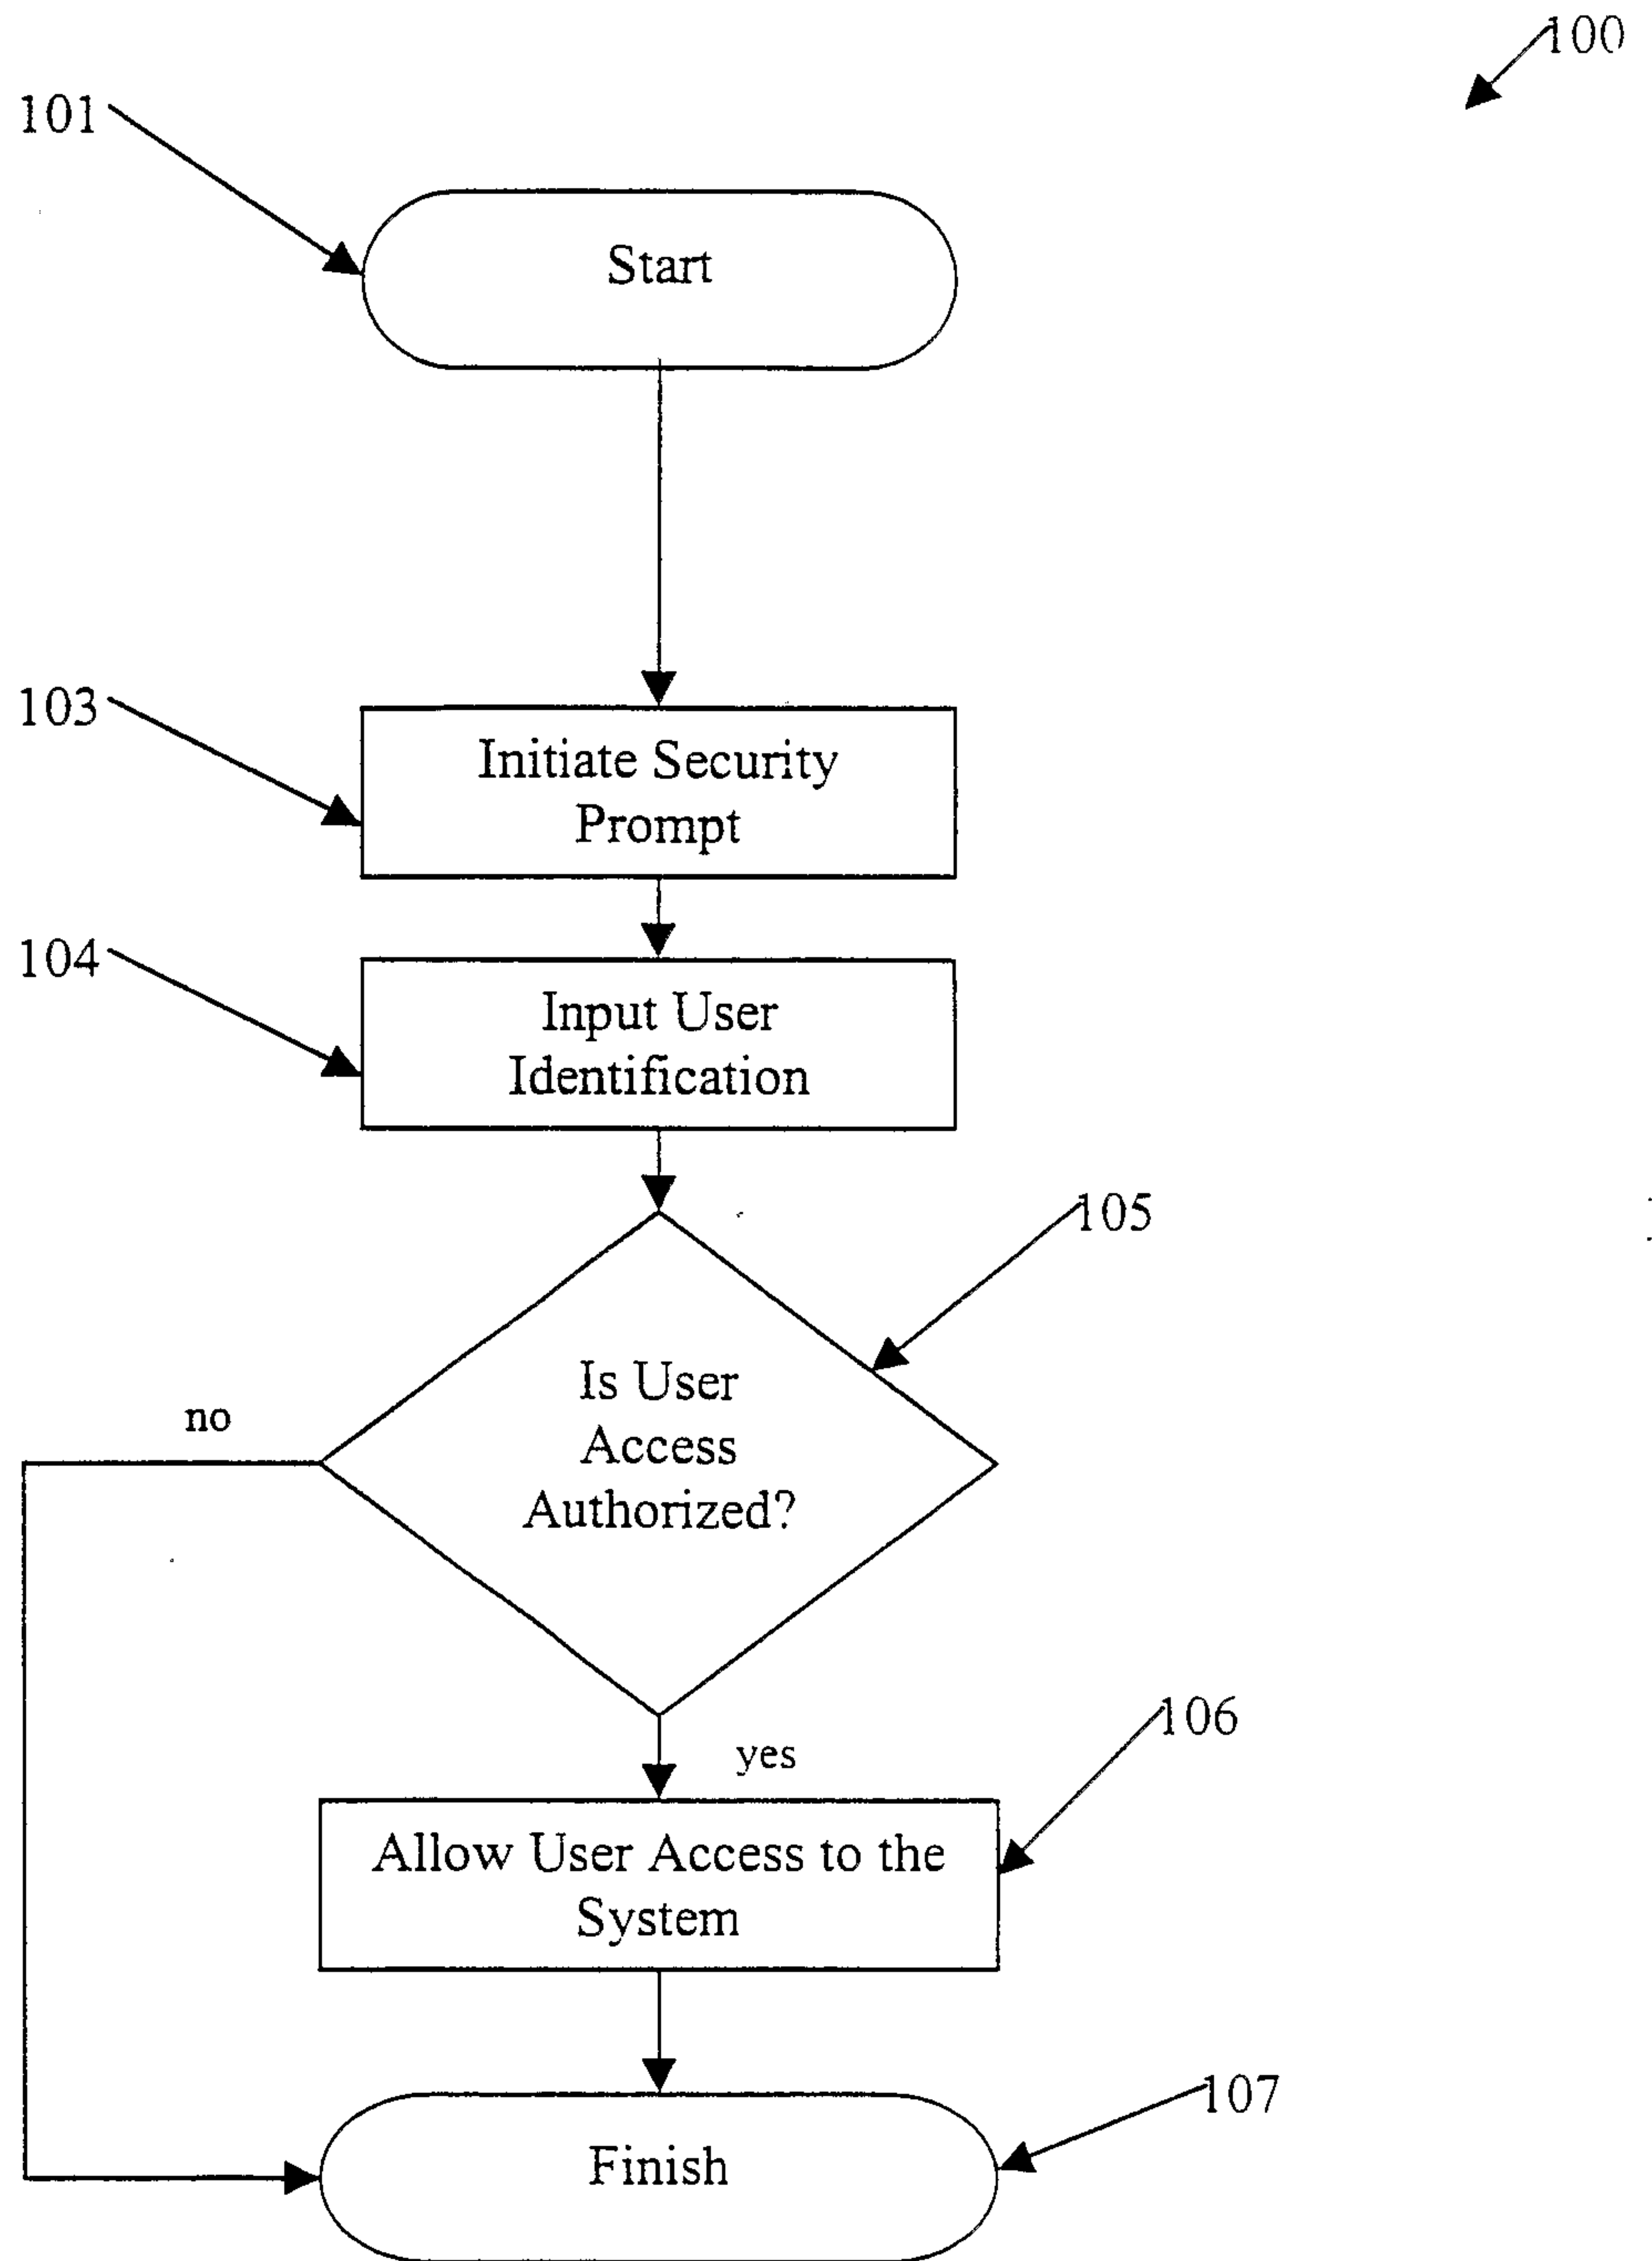 100
101
Start
103
Initiate Security
Prompt
104
Input User
Identification
105
Is User
Access
Authorized?
no
yes
106
Allow User Access to the
System
107
Finish